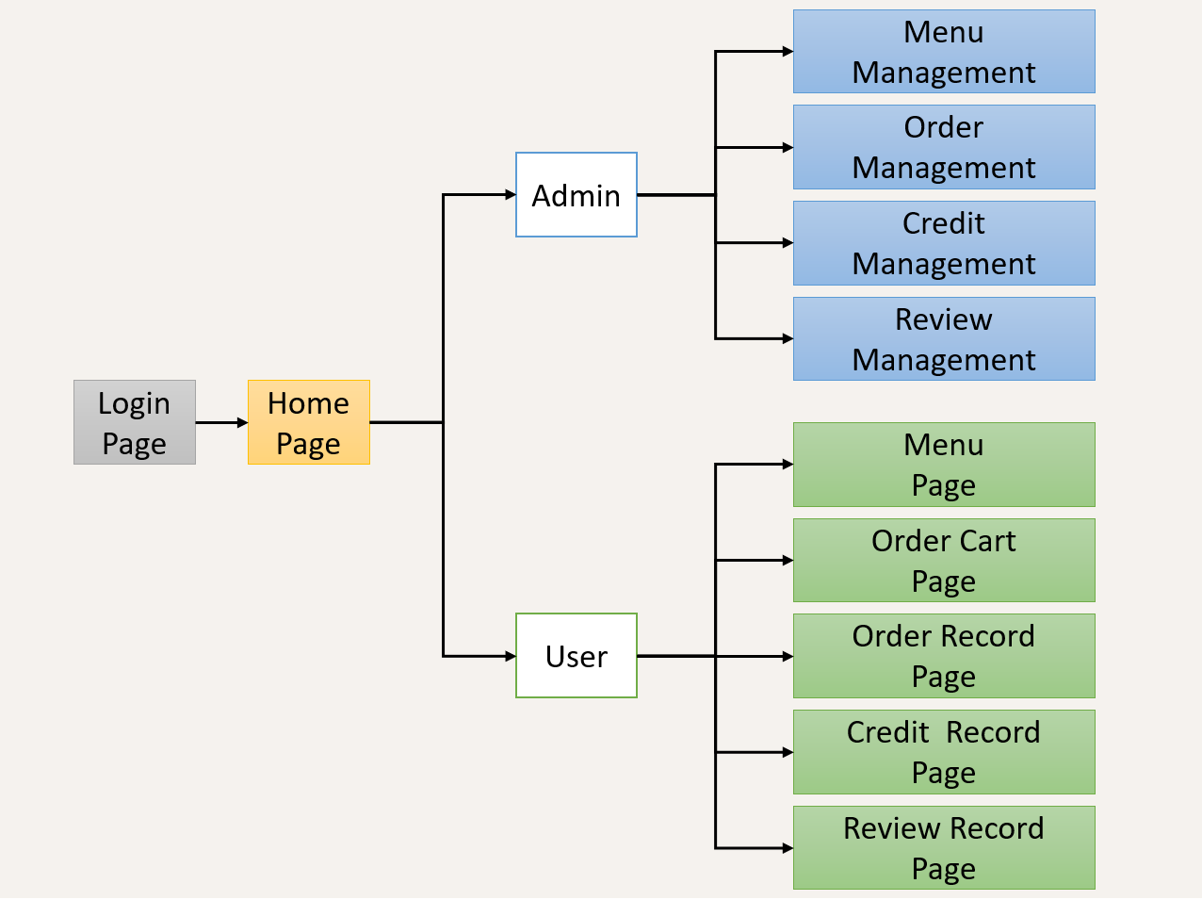 Login
Page
Home
Page
Admin
Menu
Management
Order
Management
Credit
Management
Review
Management
User
Menu
Page
Order Cart
Page
Order Record
Page
Credit  Record
Page
Review Record
Page